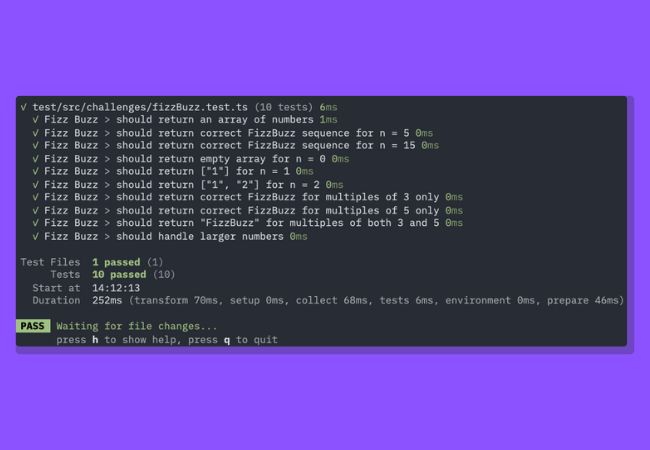 √ test/src/challenges/fizzBuzz.test.ts (10 tests) 6ms
√ Fizz Buzz > should return an array of numbers 1ms
√ Fizz Buzz > should return correct FizzBuzz sequence for n = 5 0ms
√ Fizz Buzz > should return correct FizzBuzz sequence for n = 15 0ms
√ Fizz Buzz > should return empty array for n = 0 0ms
√ Fizz Buzz > should return ["1"] for n = 1 0ms
√ Fizz Buzz > should return ["1", "2"] for n = 2 0ms
√ Fizz Buzz > should return correct FizzBuzz for multiples of 3 only 0ms
√ Fizz Buzz > should return correct FizzBuzz for multiples of 5 only 0ms
√ Fizz Buzz > should return "FizzBuzz" for multiples of both 3 and 5 0ms
√ Fizz Buzz > should handle larger numbers 0ms
Test Files 1 passed (1)
Tests 10 passed (10)
Start at 14:12:13
Duration 252ms (transform 70ms, setup 0ms, collect 68ms, tests 6ms, environment 0ms, prepare 46ms)
PASS Waiting for file changes...
press h to show help, press q to quit